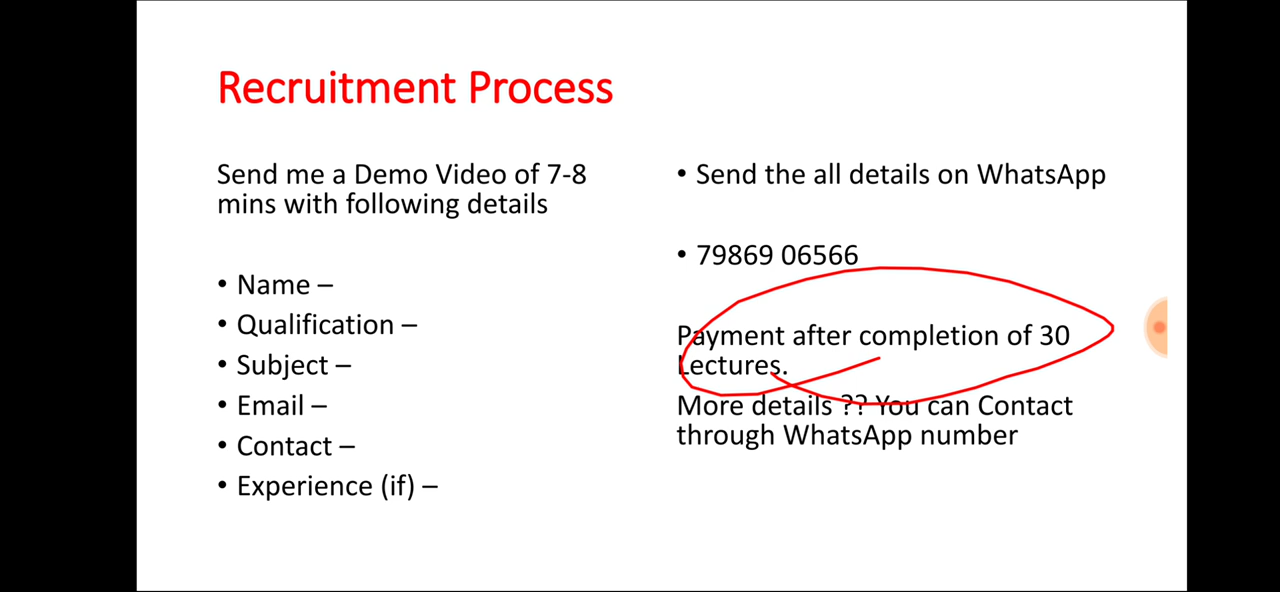 Recruitment Process
Send me a Demo Video of 7-8
mins with following details
• Name –
• Qualification –
• Subject –
• Email –
• Contact –
• Experience (if) –
• Send the all details on WhatsApp
• 79869 06566
Payment after completion of 30
Lectures.
More details ?? You can Contact
through WhatsApp number